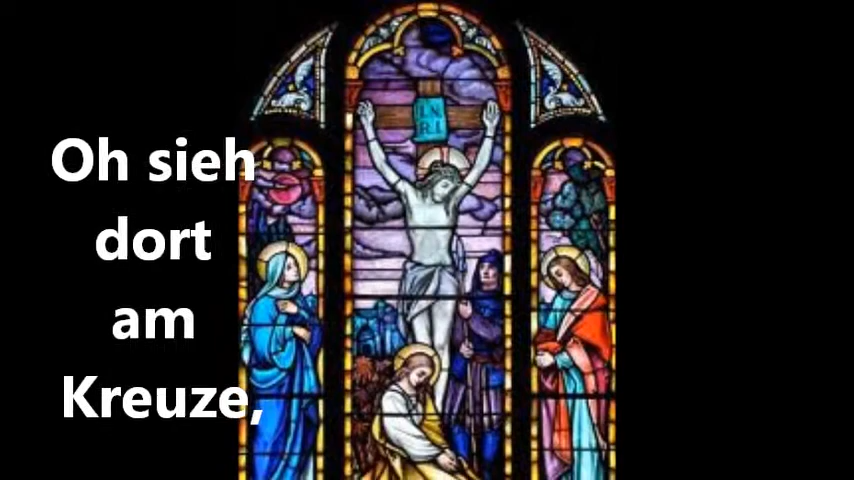 Oh sieh
dort
am
Kreuze,
I.N.
R.I.